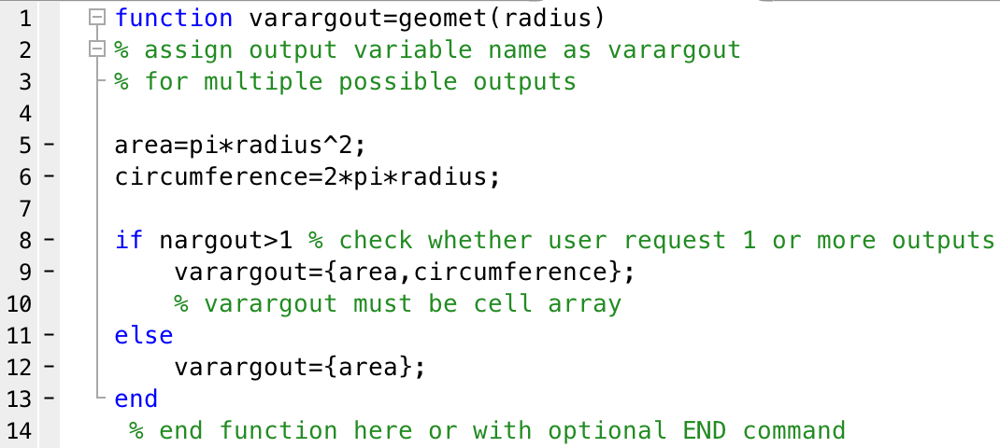 1 function varargout=geomet(radius)
2 % assign output variable name as varargout
3 % for multiple possible outputs
4
5 - area=pi*radius^2;
6 - circumference=2*pi*radius;
7
8 - if nargout>1 % check whether user request 1 or more outputs
9 - varargout={area,circumference};
10 % varargout must be cell array
11 - else
12 - varargout={area};
13 - end
14 % end function here or with optional END command